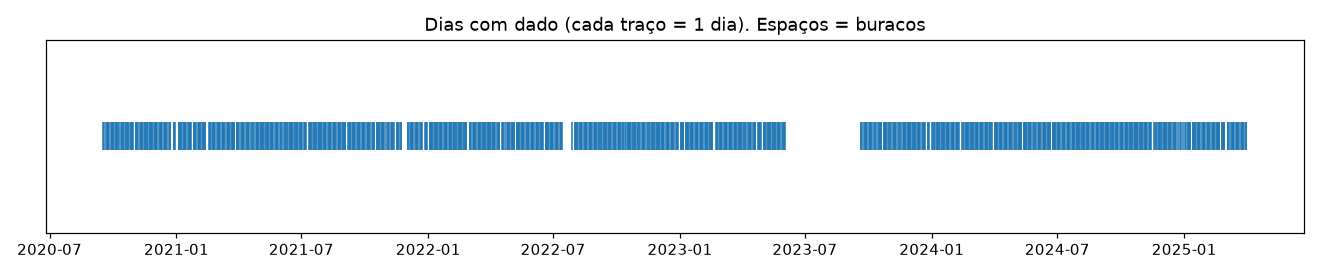 Dias com dado (cada traço = 1 dia). Espaços = buracos
2020-07 2021-01 2021-07 2022-01 2022-07 2023-01 2023-07 2024-01 2024-07 2025-01